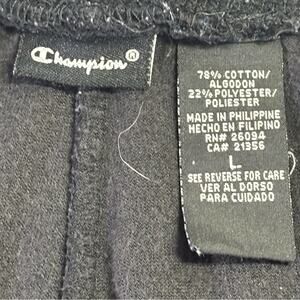 Champion®
78% COTTON/
ALGODON
22% POLYESTER/
POLIESTER
MADE IN PHILIPPINE
HECHO EN FILIPINO
RN# 26094
CA# 21356
L
SEE REVERSE FOR CARE
VER AL DORSO
PARA CUIDADO